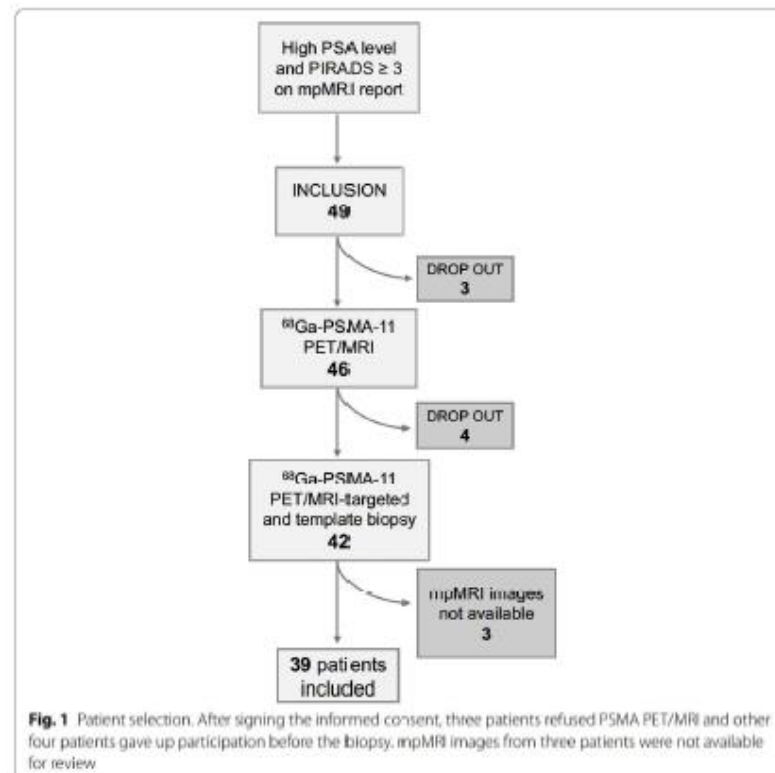 High PSA level
and PIRADS ≥ 3
on mpMRI report
INCLUSION
49
DROP OUT
3
⁶⁸Ga-PSMA-11
PET/MRI
46
DROP OUT
4
⁶⁸Ga-PSMA-11
PET/MRI-targeted
and template biopsy
42
mpMRI images
not available
3
39 patients
included
Fig. 1 Patient selection. After signing the informed consent, three patients refused PSMA PET/MRI and other
four patients gave up participation before the biopsy. mpMRI images from three patients were not available
for review